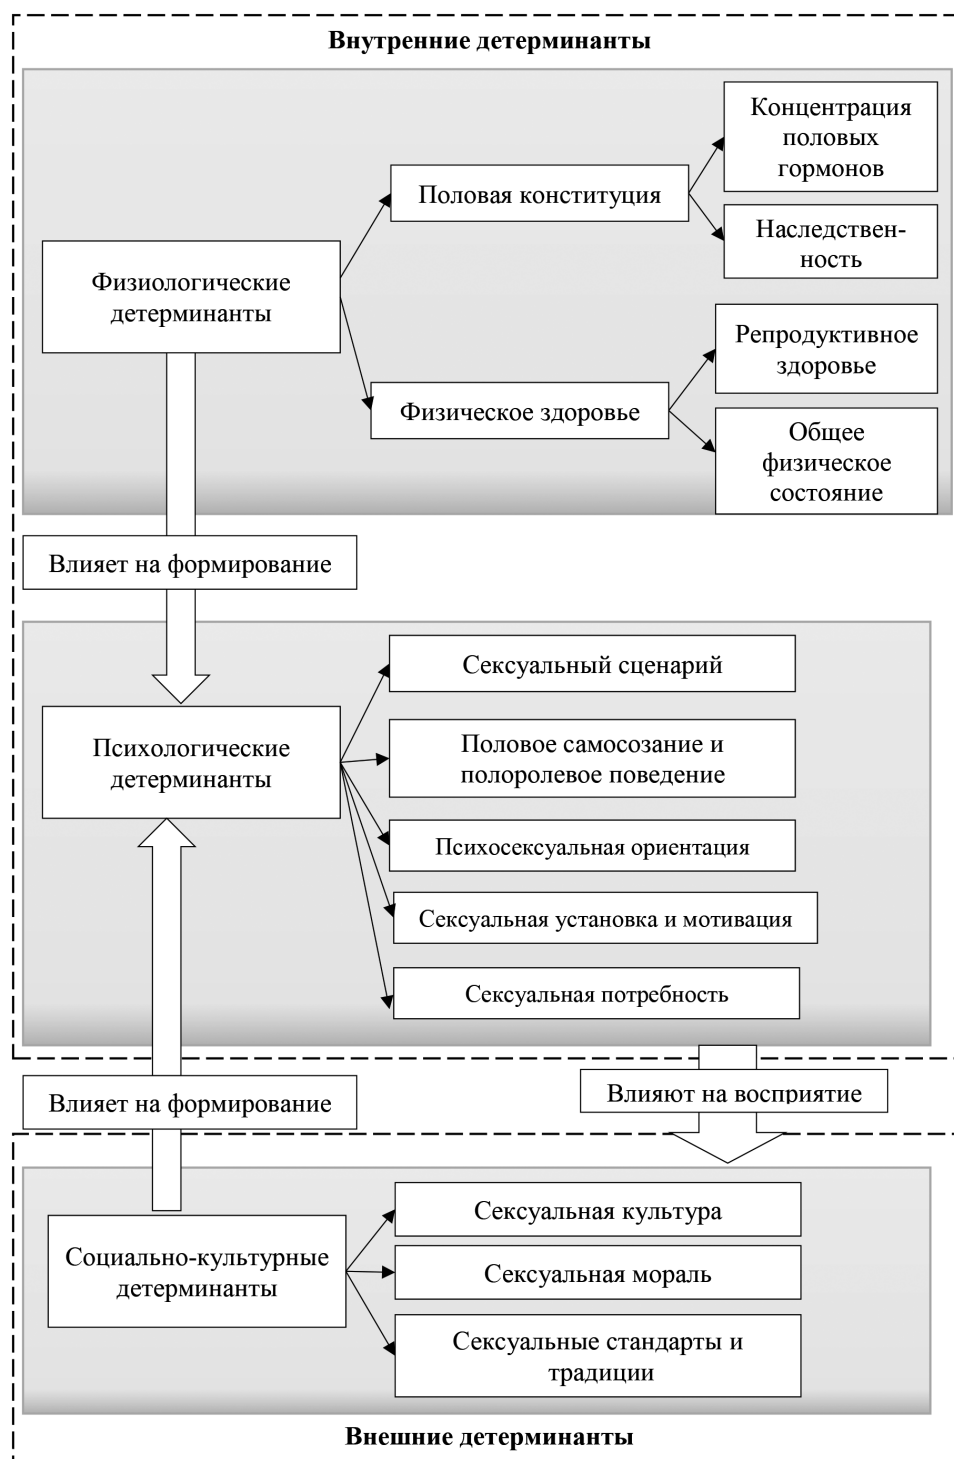 Внутренние детерминанты
Концентрация
половых
гормонов
Половая конституция
Наследствен-
ность
Физиологические
детерминанты
Репродуктивное
здоровье
Физическое здоровье
Общее
физическое
состояние
Влияет на формирование
Сексуальный сценарий
Психологические
детерминанты
Половое самосозание и
полоролевое поведение
Психосексуальная ориентация
Сексуальная установка и мотивация
Сексуальная потребность
Влияет на формирование
Влияют на восприятие
Сексуальная культура
Социально-культурные
детерминанты
Сексуальная мораль
Сексуальные стандарты и
традиции
Внешние детерминанты